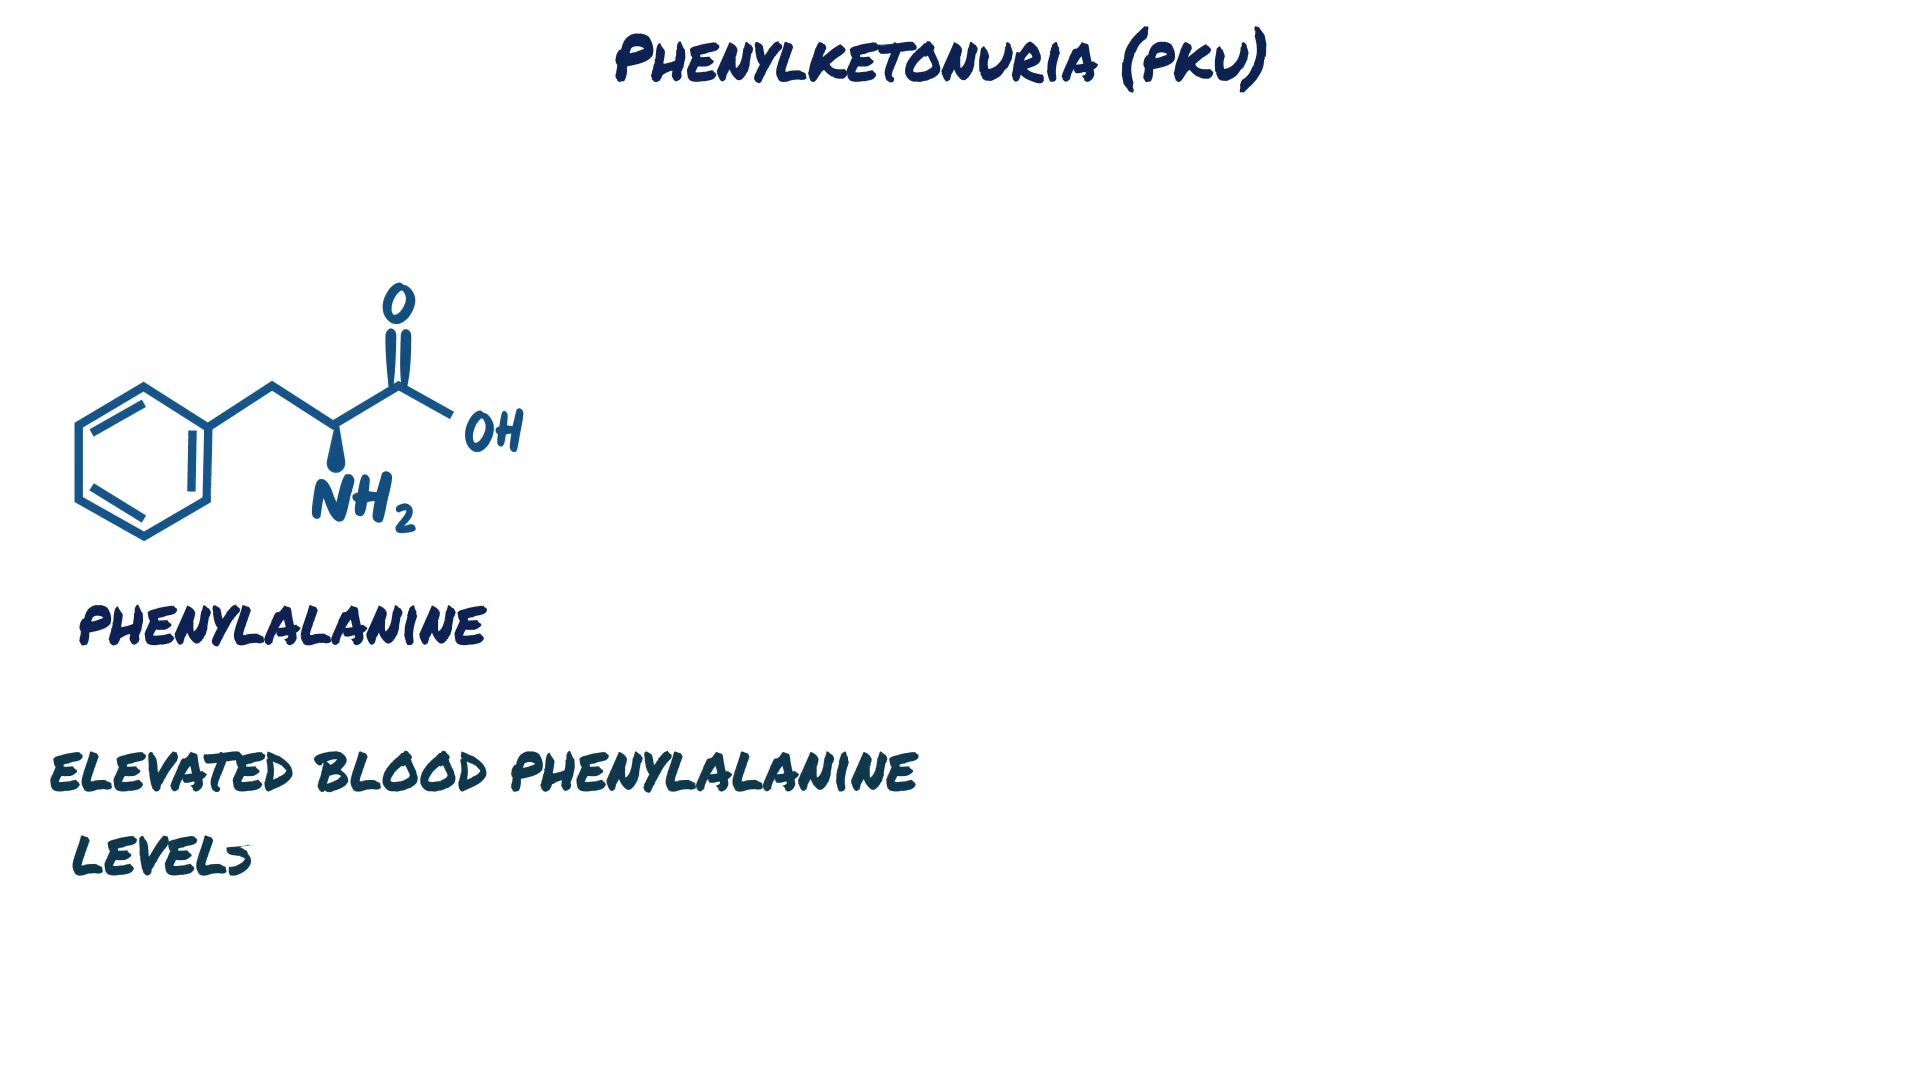 PHENYLKETONURIA (PKU)
O
OH
NH2
PHENYLALANINE
ELEVATED BLOOD PHENYLALANINE
LEVELS